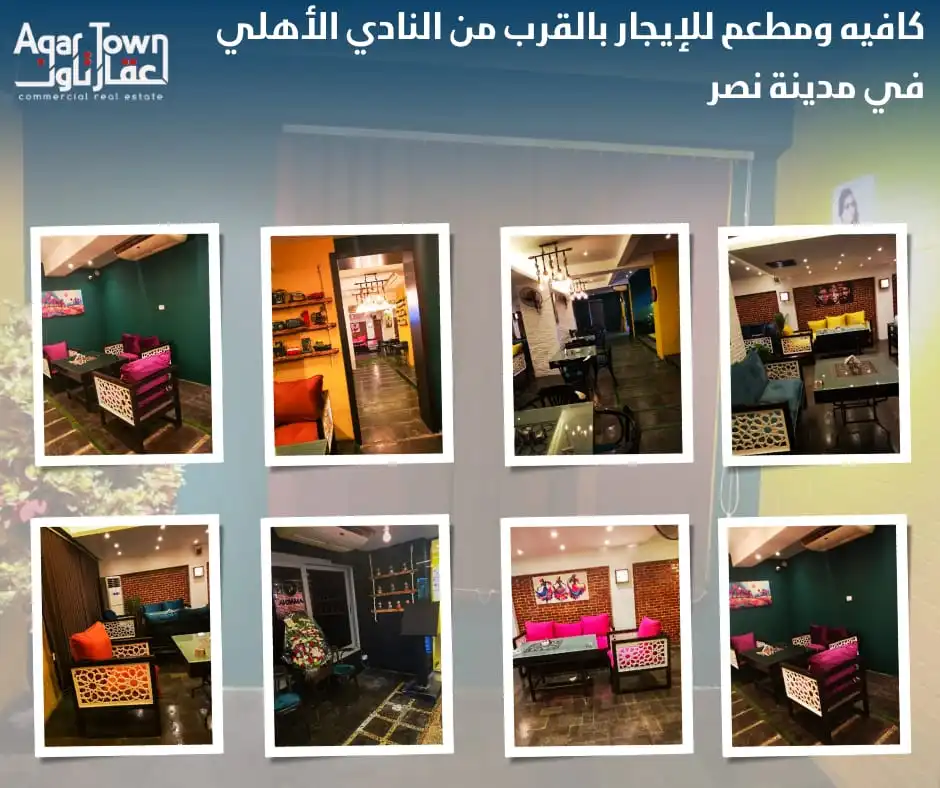 كافيه ومطعم للإيجار بالقرب من النادي الأهلي
في مدينة نصر
Aqar Town
عقار تاون
commercial real estate